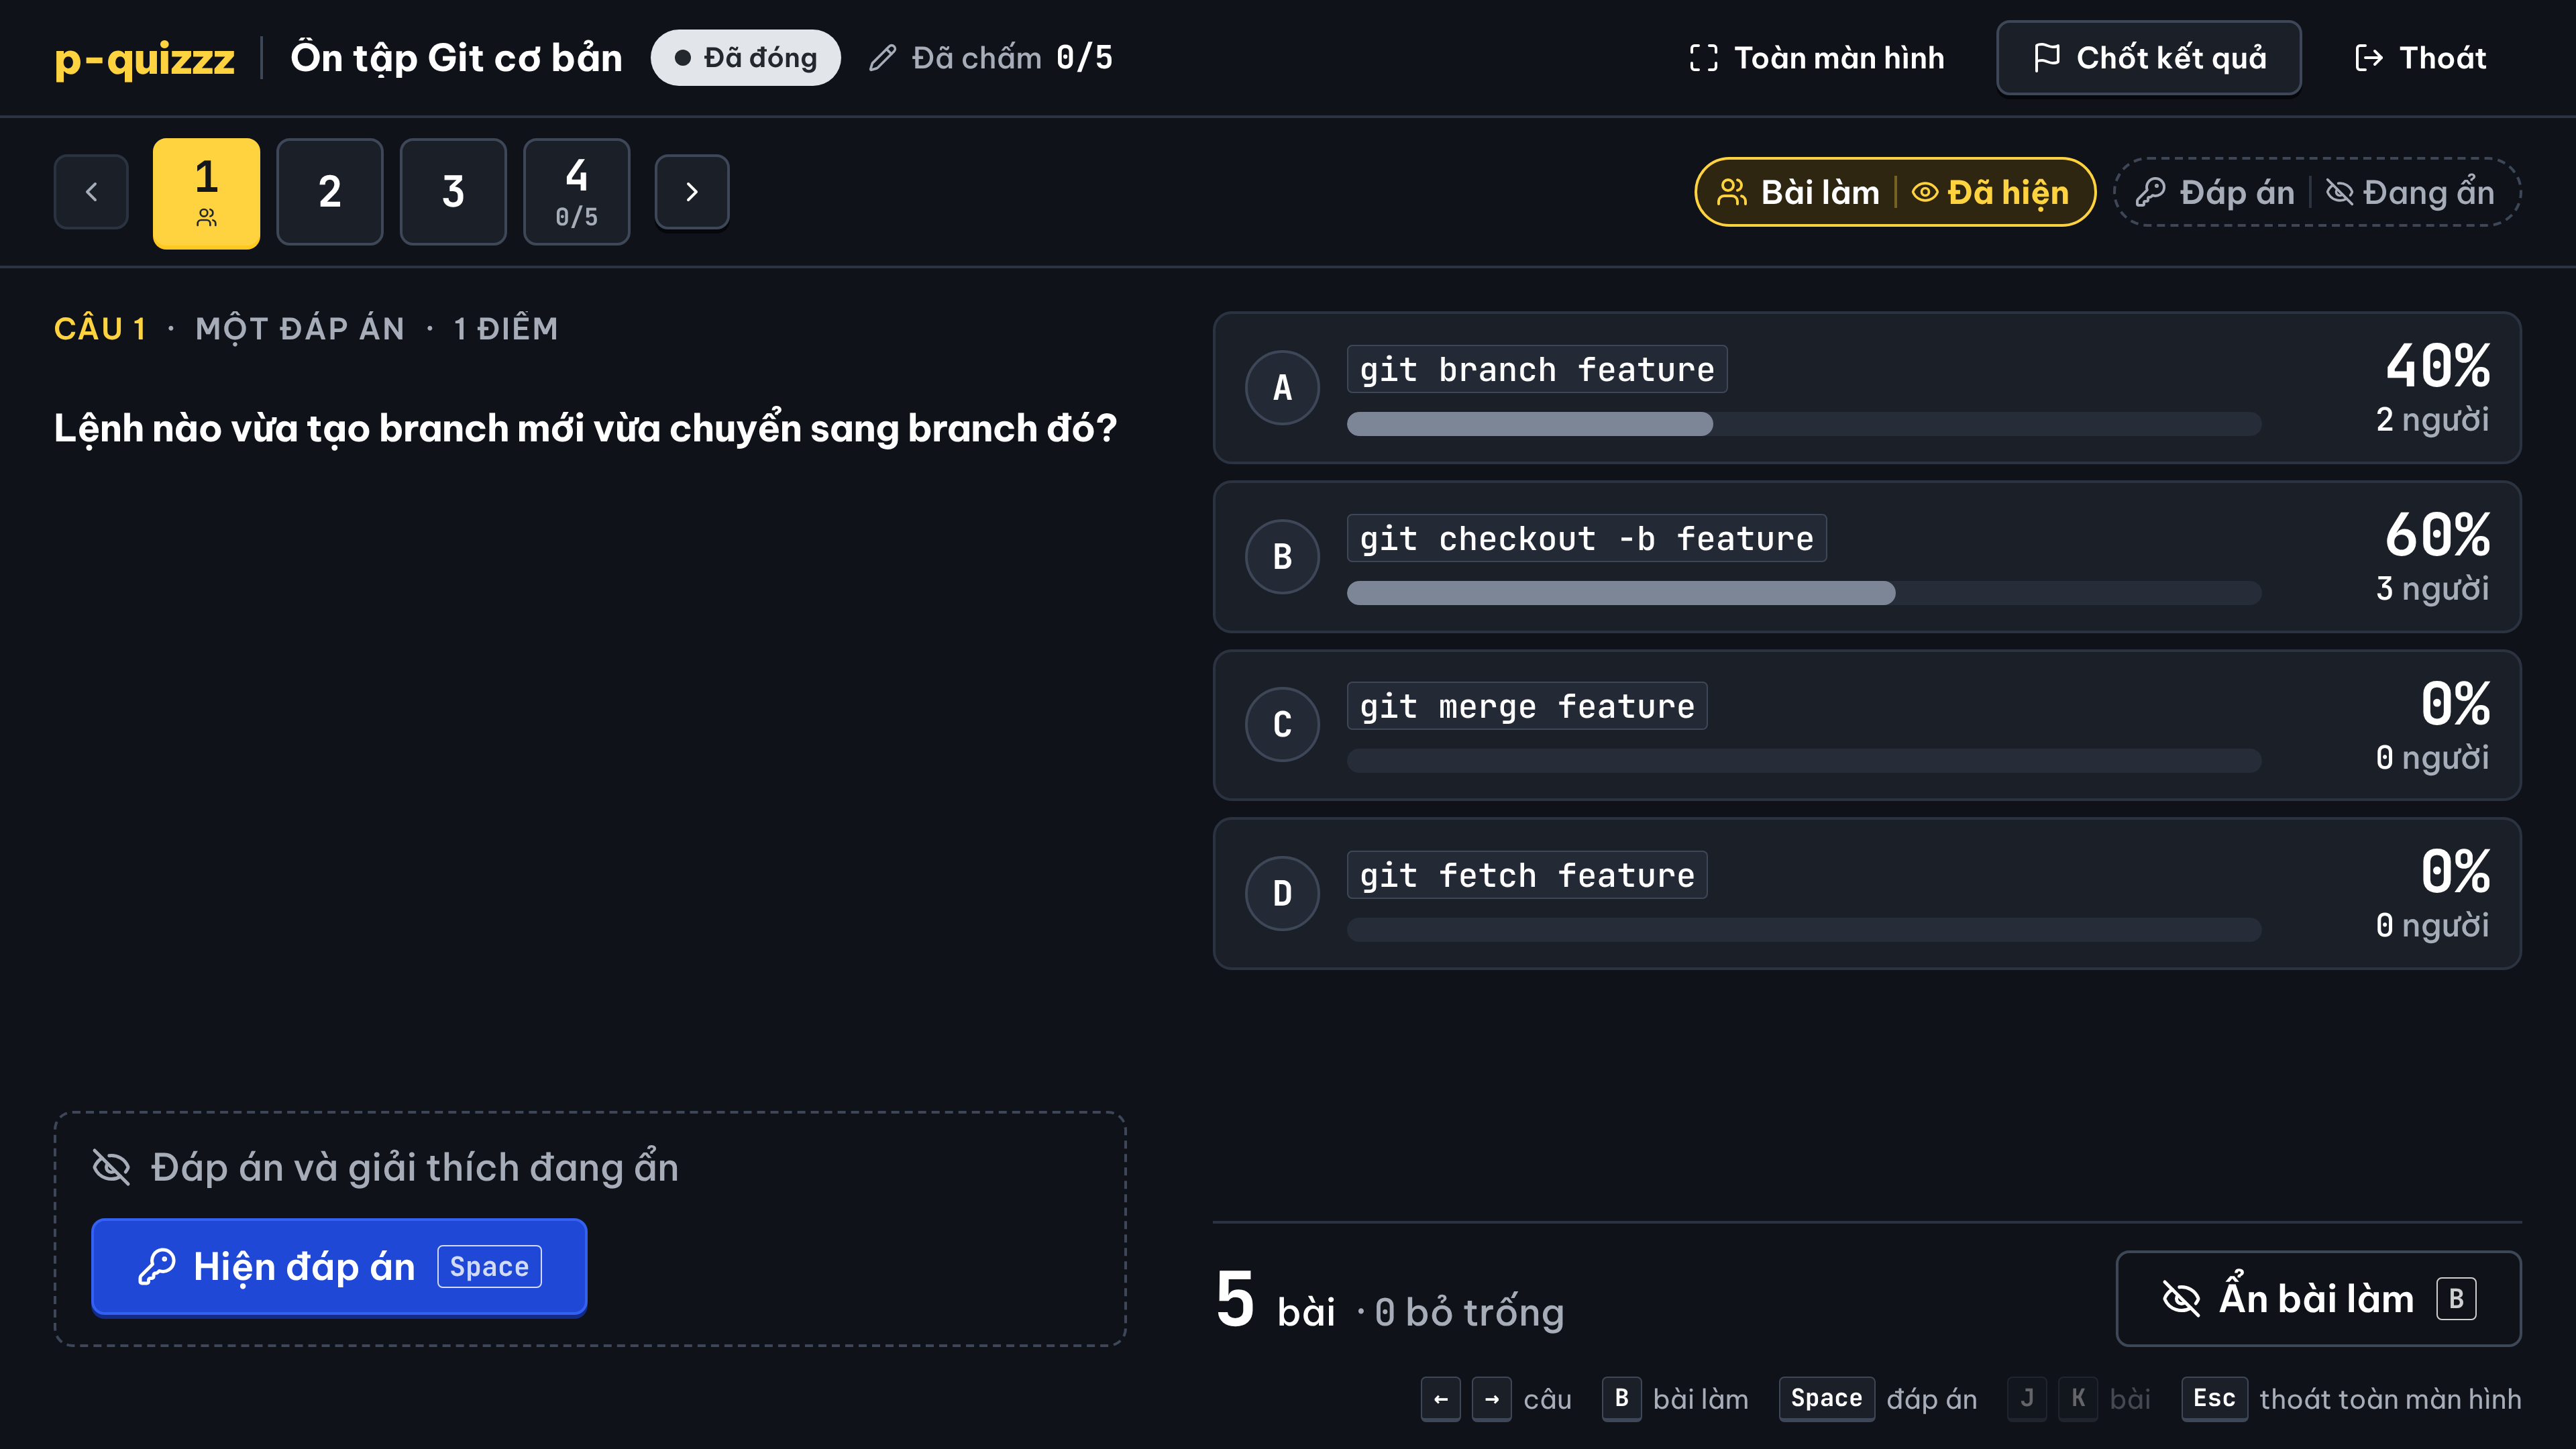 p-quizzz Ôn tập Git cơ bản Đã đóng Đã chấm 0/5 Toàn màn hình Chốt kết quả Thoát
1 2 3 4
0/5
Bài làm Đã hiện Đáp án Đang ẩn
CÂU 1 · MỘT ĐÁP ÁN · 1 ĐIỂM
Lệnh nào vừa tạo branch mới vừa chuyển sang branch đó?
A git branch feature 40%
2 người
B git checkout -b feature 60%
3 người
C git merge feature 0%
0 người
D git fetch feature 0%
0 người
Đáp án và giải thích đang ẩn
Hiện đáp án Space
5 bài · 0 bỏ trống Ẩn bài làm B
← → câu B bài làm Space đáp án J K bài Esc thoát toàn màn hình